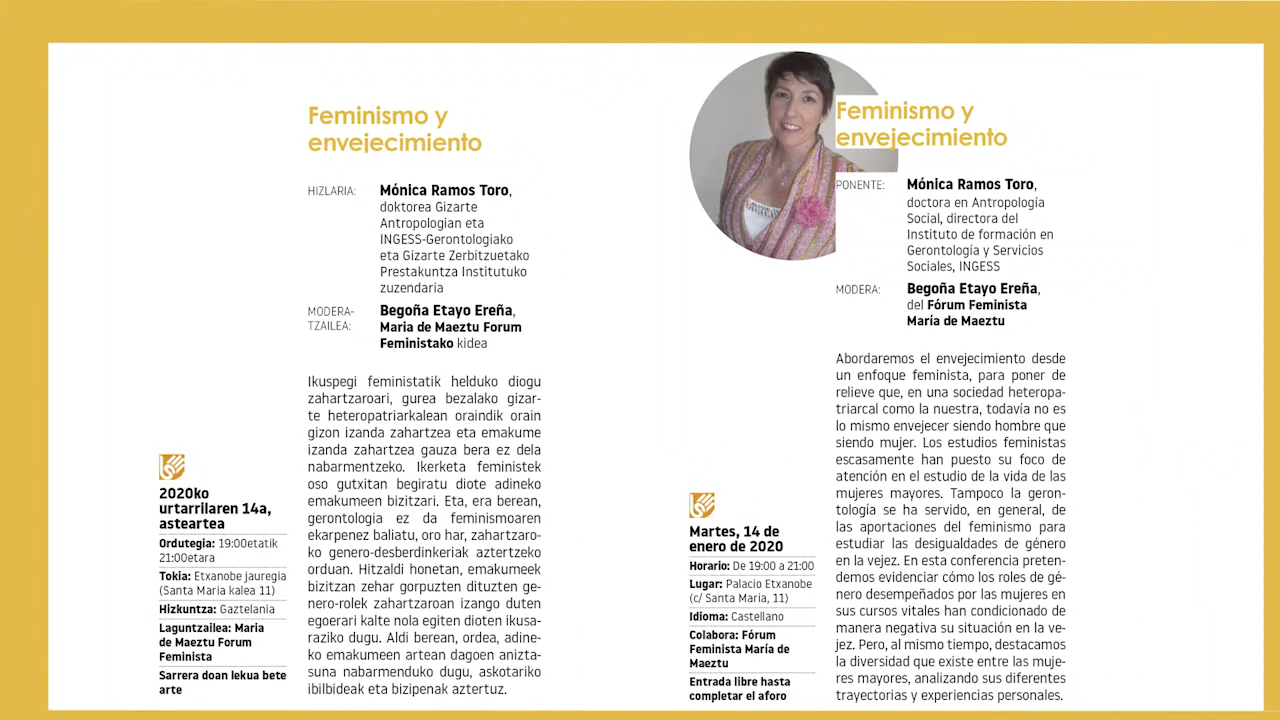 Feminismo y
envejecimiento
HIZLARIA: Mónica Ramos Toro,
doktorea Gizarte
Antropologian eta
INGESS-Gerontologiako
eta Gizarte Zerbitzuetako
Prestakuntza Institutuko
zuzendaria
MODERA-
TZAILEA:
Begoña Etayo Ereña,
Maria de Maeztu Forum
Feministako kidea
Ikuspegi feministatik helduko diogu
zahartzaroari, gurea bezalako gizar-
te heteropatriarkalean oraindik orain
gizon izanda zahartzea eta emakume
izanda zahartzea gauza bera ez dela
nabarmentzeko. Ikerketa feministek
oso gutxitan begiratu diote adineko
emakumeen bizitzari. Eta, era berean,
gerontologia ez da feminismoaren
ekarpenez baliatu, oro har, zahartzaro-
ko genero-desberdinkeriak aztertzeko
orduan. Hitzaldi honetan, emakumeek
bizitzan zehar gorpuzten dituzten ge-
nero-rolek zahartzaroan izango duten
egoerari kalte nola egiten dioten ikusa-
raziko dugu. Aldi berean, ordea, adine-
ko emakumeen artean dagoen anizta-
suna nabarmenduko dugu, askotariko
ibilbideak eta bizipenak aztertuz.
2020ko
urtarrilaren 14a,
asteartea
Ordutegia: 19:00etatik
21:00etara
Tokia: Etxanobe jauregia
(Santa Maria kalea 11)
Hizkuntza: Gaztelania
Laguntzailea: Maria
de Maeztu Forum
Feminista
Sarrera doan lekua bete
arte
Feminismo y
envejecimiento
PONENTE: Mónica Ramos Toro,
doctora en Antropología
Social, directora del
Instituto de formación en
Gerontología y Servicios
Sociales, INGESS
MODERA: Begoña Etayo Ereña,
del Fórum Feminista
María de Maeztu
Abordaremos el envejecimiento desde
un enfoque feminista, para poner de
relieve que, en una sociedad heteropa-
triarcal como la nuestra, todavía no es
lo mismo envejecer siendo hombre que
siendo mujer. Los estudios feministas
escasamente han puesto su foco de
atención en el estudio de la vida de las
mujeres mayores. Tampoco la geron-
tología se ha servido, en general, de
las aportaciones del feminismo para
estudiar las desigualdades de género
en la vejez. En esta conferencia preten-
demos evidenciar cómo los roles de gé-
nero desempeñados por las mujeres en
sus cursos vitales han condicionado de
manera negativa su situación en la ve-
jez. Pero, al mismo tiempo, destacamos
la diversidad que existe entre las muje-
res mayores, analizando sus diferentes
trayectorias y experiencias personales.
Martes, 14 de
enero de 2020
Horario: De 19:00 a 21:00
Lugar: Palacio Etxanobe
(c/ Santa Maria, 11)
Idioma: Castellano
Colabora: Fórum
Feminista María de
Maeztu
Entrada libre hasta
completar el aforo